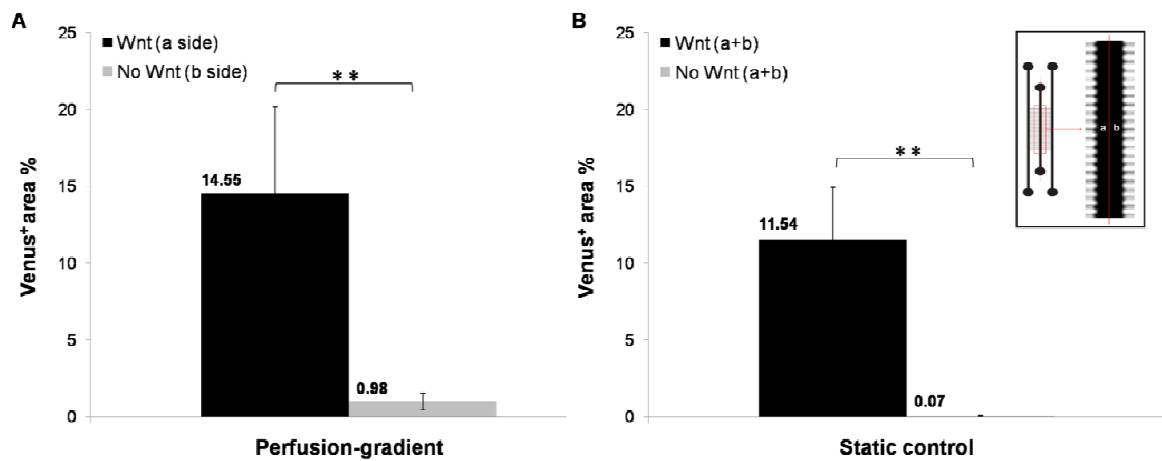 A
25
20
15
10
5
0
Venus⁺ area %
Wnt (a side)
No Wnt (b side)
**
14.55
0.98
Perfusion-gradient
B
25
20
15
10
5
0
Venus⁺ area %
Wnt (a+b)
No Wnt (a+b)
**
11.54
0.07
a b
Static control